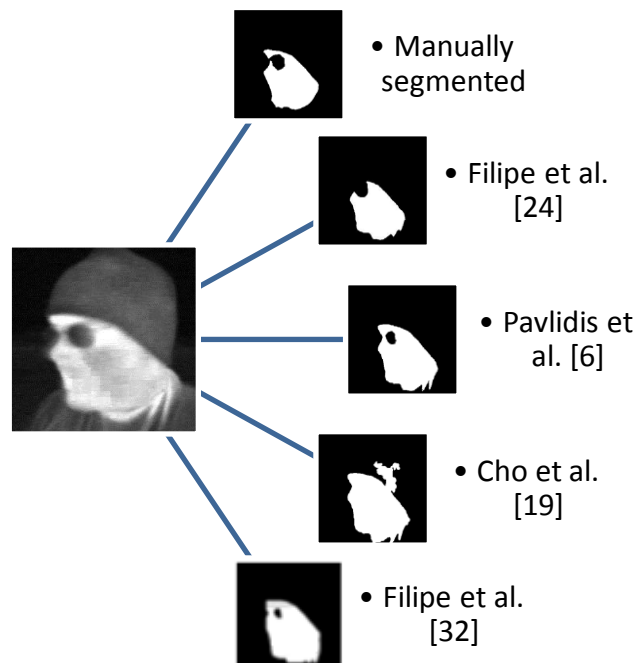 • Manually
segmented
• Filipe et al.
[24]
• Pavlidis et
al. [6]
• Cho et al.
[19]
• Filipe et al.
[32]